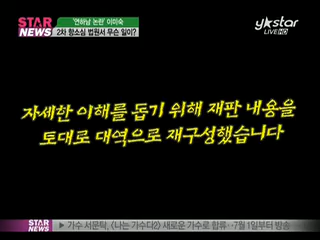 STAR NEWS
'연하남 논란' 이미숙
2차 항소심 법원서 무슨 일이?
ykstar
LIVE HD
자세한 이해를 돕기 위해 재판 내용을
토대로 대역으로 재구성했습니다
STAR NEWS
가수 서문탁, <나는 가수다2> 새로운 가수로 합류…7월 1일부터 방송